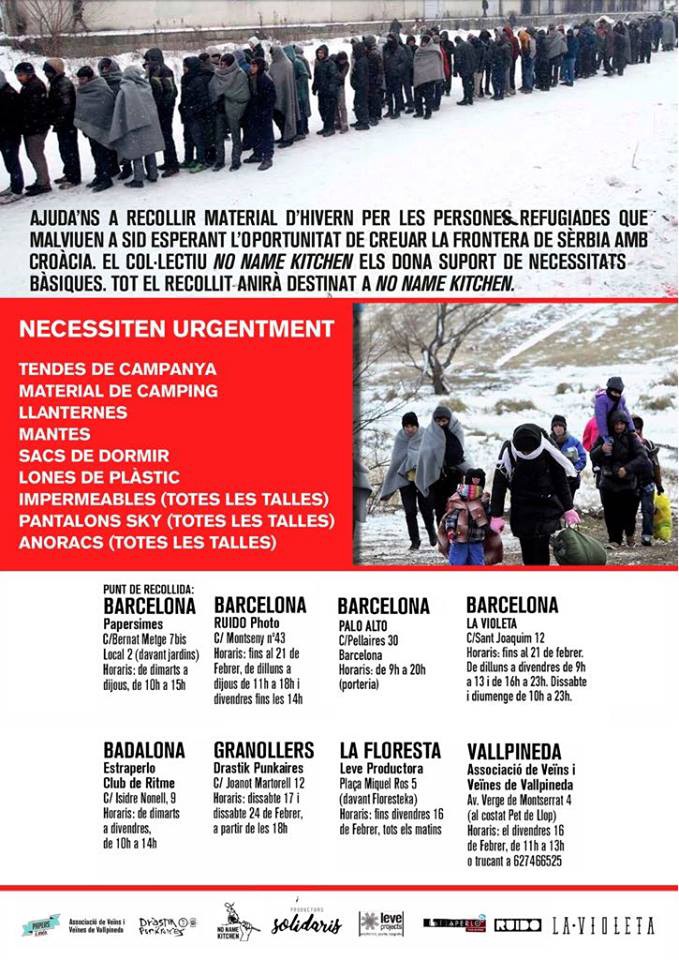 AJUDA'NS A RECOLLIR MATERIAL D'HIVERN PER LES PERSONES REFUGIADES QUE
MALVIUEN A SID ESPERANT L'OPORTUNITAT DE CREUAR LA FRONTERA DE SÈRBIA AMB
CROÀCIA. EL COL·LECTIU NO NAME KITCHEN ELS DONA SUPORT DE NECESSITATS
BÀSIQUES. TOT EL RECOLLIT ANIRÀ DESTINAT A NO NAME KITCHEN.
NECESSITEN URGENTMENT
TENDES DE CAMPANYA
MATERIAL DE CAMPING
LLANTERNES
MANTES
SACS DE DORMIR
LONES DE PLÀSTIC
IMPERMEABLES (TOTES LES TALLES)
PANTALONS SKY (TOTES LES TALLES)
ANORACS (TOTES LES TALLES)
PUNT DE RECOLLIDA:
BARCELONA
Papersimes
C/Bernat Metge 7bis
Local 2 (davant jardins)
Horaris: de dimarts a
dijous, de 10h a 15h
BARCELONA
RUIDO Photo
C/ Montseny nº43
Horaris: fins al 21 de
Febrer, de dilluns a
dijous de 11h a 18h i
divendres fins les 14h
BARCELONA
PALO ALTO
C/Pellaires 30
Barcelona
Horaris: de 9h a 20h
(porteria)
BARCELONA
LA VIOLETA
C/Sant Joaquim 12
Horaris: fins al 21 de febrer.
De dilluns a divendres de 9h
a 13 i de 16h a 23h. Dissabte
i diumenge de 10h a 23h.
BADALONA
Estraperlo
Club de Ritme
C/ Isidre Nonell, 9
Horaris: de dimarts
a divendres,
de 10h a 14h
GRANOLLERS
Drastik Punkaires
C/ Joanot Martorell 12
Horaris: dissabte 17 i
dissabte 24 de Febrer,
a partir de les 18h
LA FLORESTA
Leve Productora
Plaça Miquel Ros 5
(davant Floresteka)
Horaris: fins divendres 16
de Febrer, tots els matins
VALLPINEDA
Associació de Veïns i
Veïnes de Vallpineda
Av. Verge de Montserrat 4
(al costat Pet de Llop)
Horaris: el divendres 16
de Febrer, de 11h a 13h
o trucant a 627466525
PAPERS
Associació de Veïns i
Veïnes de Vallpineda
Drastik
Punkaires
NO NAME
KITCHEN
PRODUCTORS
solidaris
leve
projects
RUIDO
LA·VIOLETA